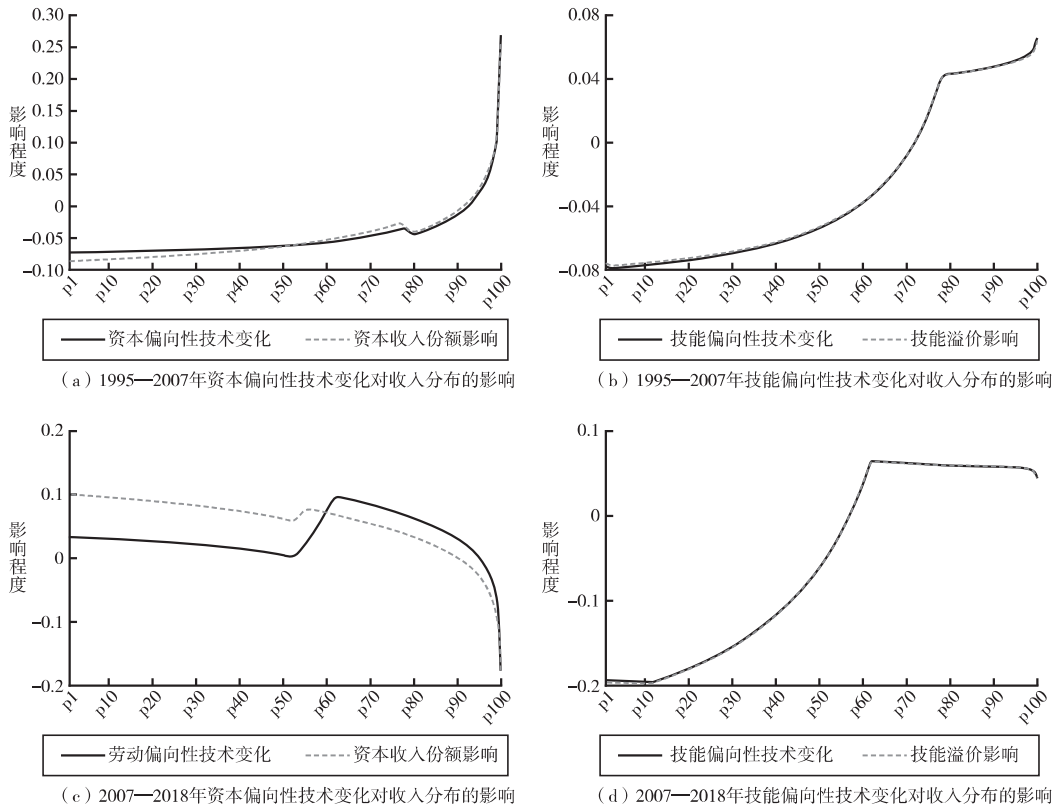 影响程度
0.30
0.25
0.20
0.10
0.05
0
−0.05
−0.10
p1 p10 p20 p30 p40 p50 p60 p70 p80 p90 p100
资本偏向性技术变化 资本收入份额影响
（a）1995—2007年资本偏向性技术变化对收入分布的影响
影响程度
0.08
0.04
0
−0.04
−0.08
p1 p10 p20 p30 p40 p50 p60 p70 p80 p90 p100
技能偏向性技术变化 技能溢价影响
（b）1995—2007年技能偏向性技术变化对收入分布的影响
影响程度
0.2
0.1
0
−0.1
−0.2
p1 p10 p20 p30 p40 p50 p60 p70 p80 p90 p100
劳动偏向性技术变化 资本收入份额影响
（c）2007—2018年资本偏向性技术变化对收入分布的影响
影响程度
0.1
0
−0.1
−0.2
p1 p10 p20 p30 p40 p50 p60 p70 p80 p90 p100
技能偏向性技术变化 技能溢价影响
（d）2007—2018年技能偏向性技术变化对收入分布的影响